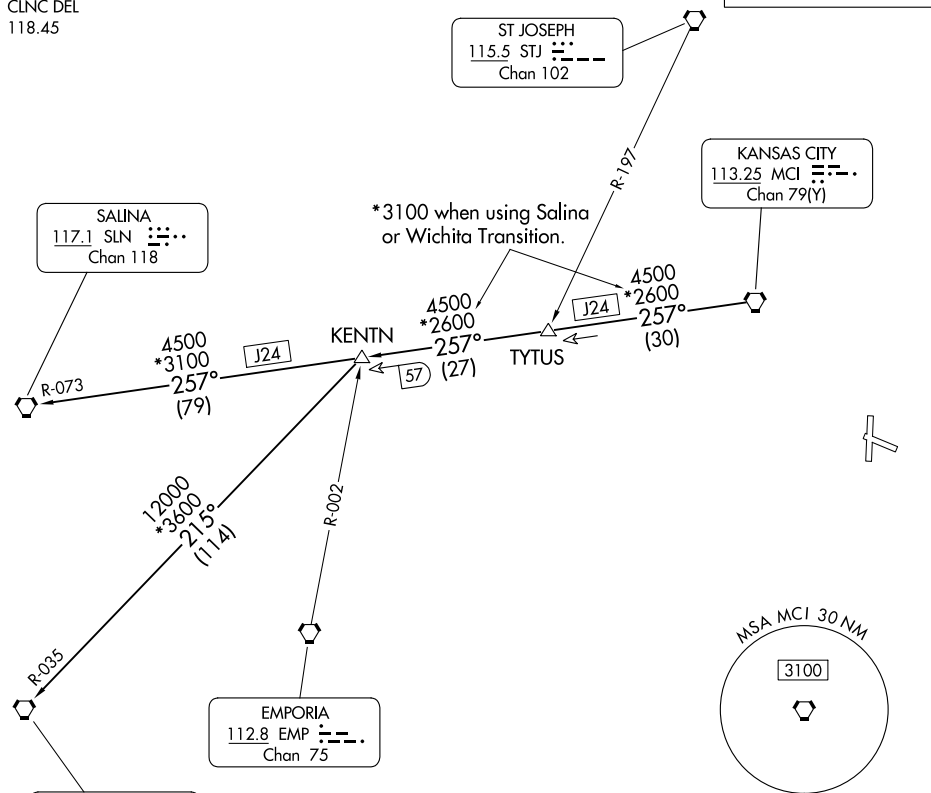 CLNC DEL
118.45
ST JOSEPH
115.5 STJ
Chan 102
R-197
KANSAS CITY
113.25 MCI
Chan 79(Y)
*3100 when using Salina
or Wichita Transition.
SALINA
117.1 SLN
Chan 118
4500
*2600
J24
257°
(30)
TYTUS
4500
*2600
257°
(27)
57
KENTN
4500
*3100
J24
257°
(79)
R-073
12000
*3600
215°
(114)
R-035
R-002
EMPORIA
112.8 EMP
Chan 75
MSA MCI 30 NM
3100